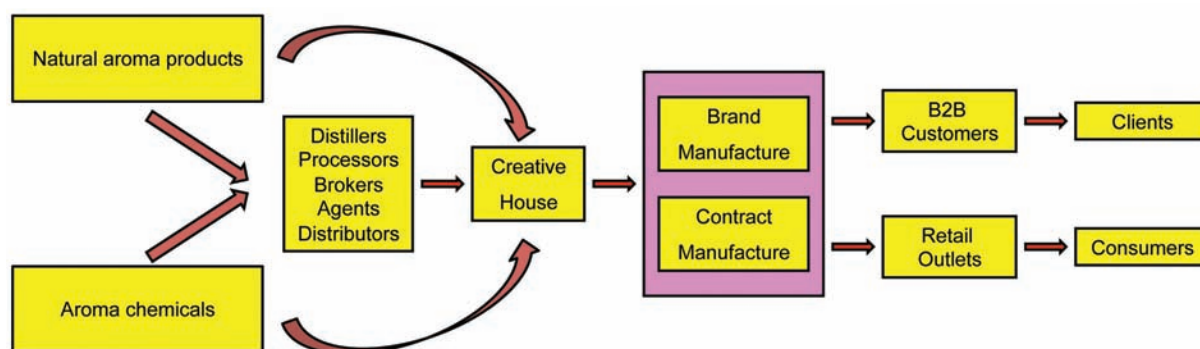 Natural aroma products
Aroma chemicals
Distillers
Processors
Brokers
Agents
Distributors
Creative
House
Brand
Manufacture
Contract
Manufacture
B2B
Customers
Clients
Retail
Outlets
Consumers